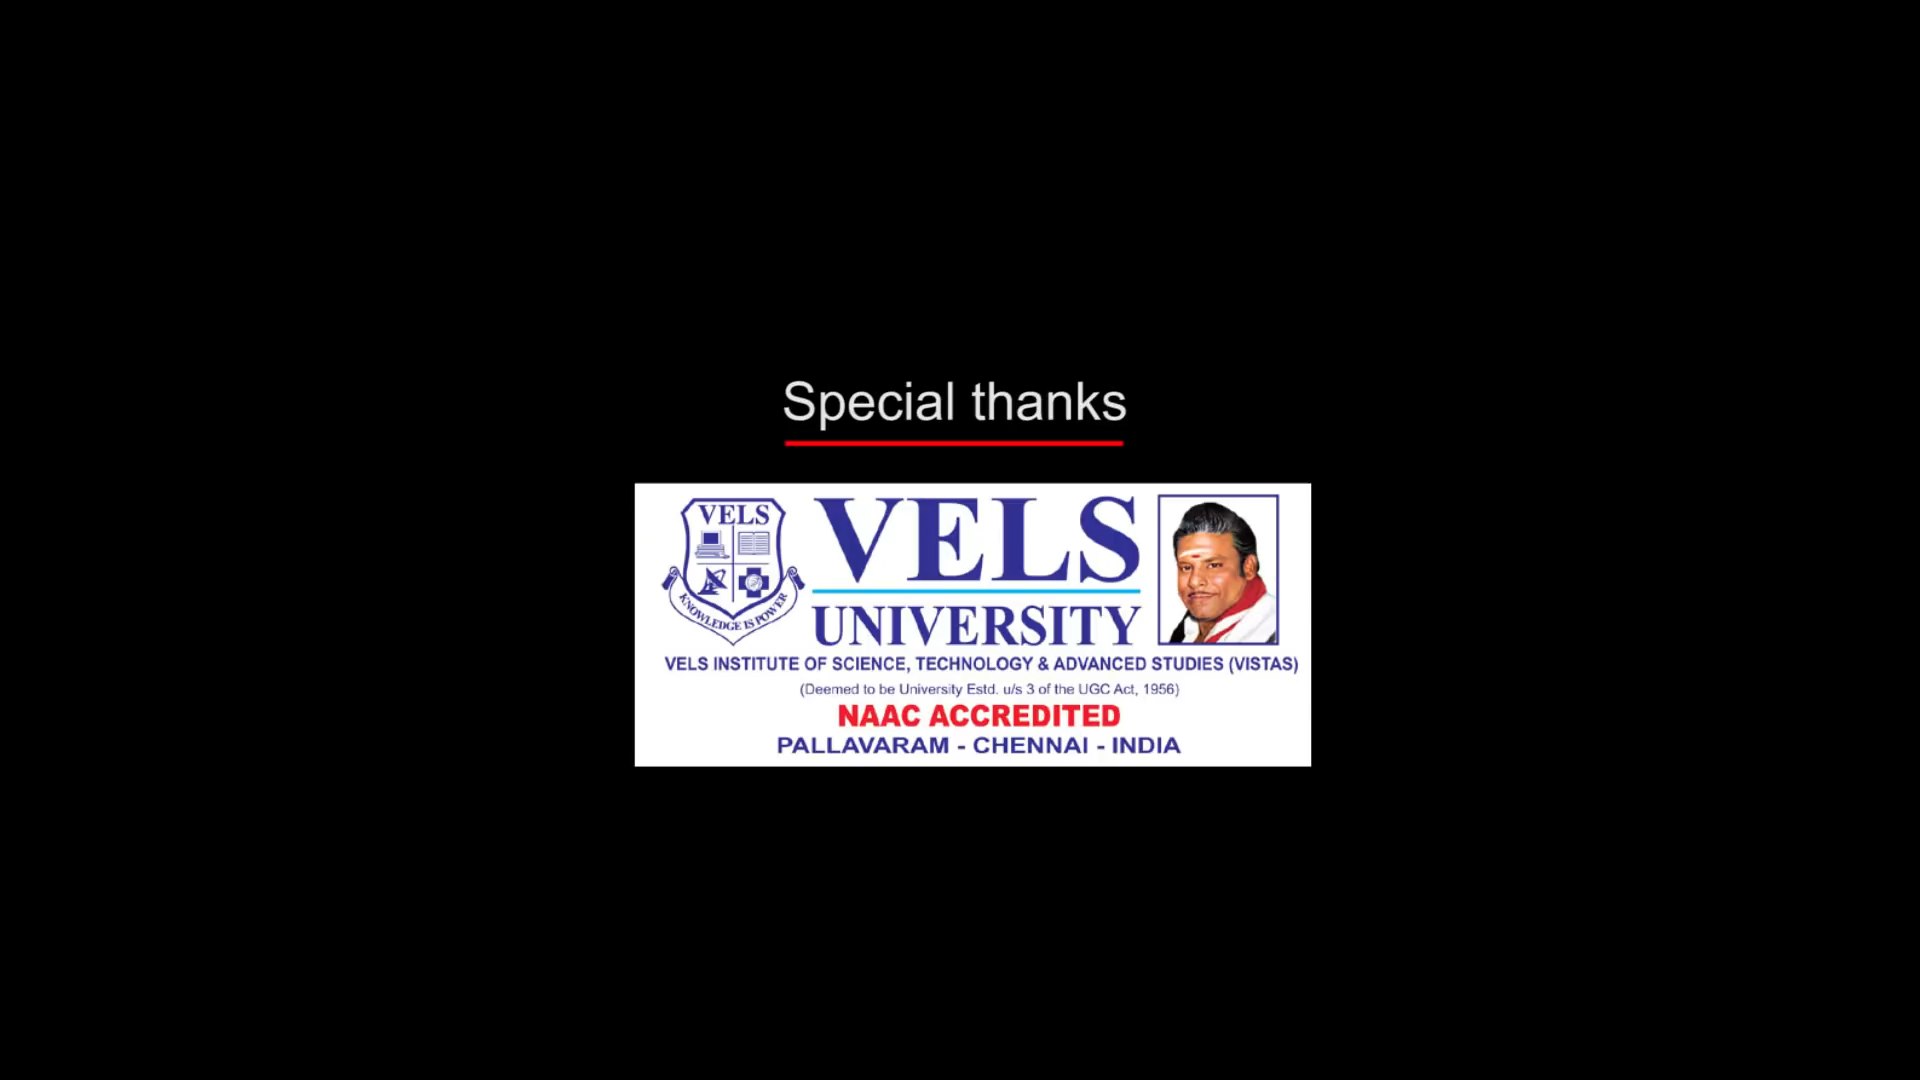 Special thanks
VELS
KNOWLEDGE IS POWER
VELS
UNIVERSITY
VELS INSTITUTE OF SCIENCE, TECHNOLOGY & ADVANCED STUDIES (VISTAS)
(Deemed to be University Estd. u/s 3 of the UGC Act, 1956)
NAAC ACCREDITED
PALLAVARAM - CHENNAI - INDIA